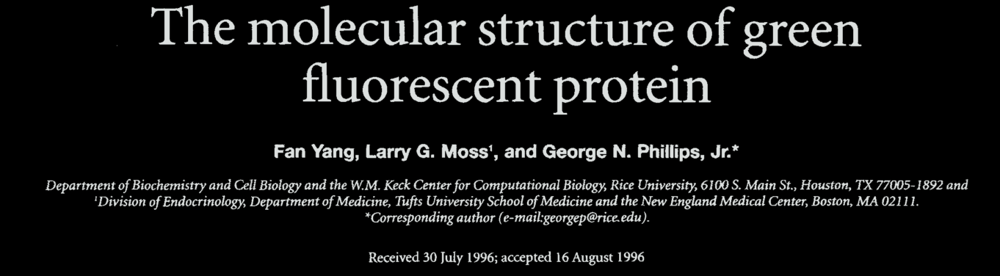 The molecular structure of green
fluorescent protein
Fan Yang, Larry G. Moss¹, and George N. Phillips, Jr.*
Department of Biochemistry and Cell Biology and the W.M. Keck Center for Computational Biology, Rice University, 6100 S. Main St., Houston, TX 77005-1892 and
¹Division of Endocrinology, Department of Medicine, Tufts University School of Medicine and the New England Medical Center, Boston, MA 02111.
*Corresponding author (e-mail:georgep@rice.edu).
Received 30 July 1996; accepted 16 August 1996